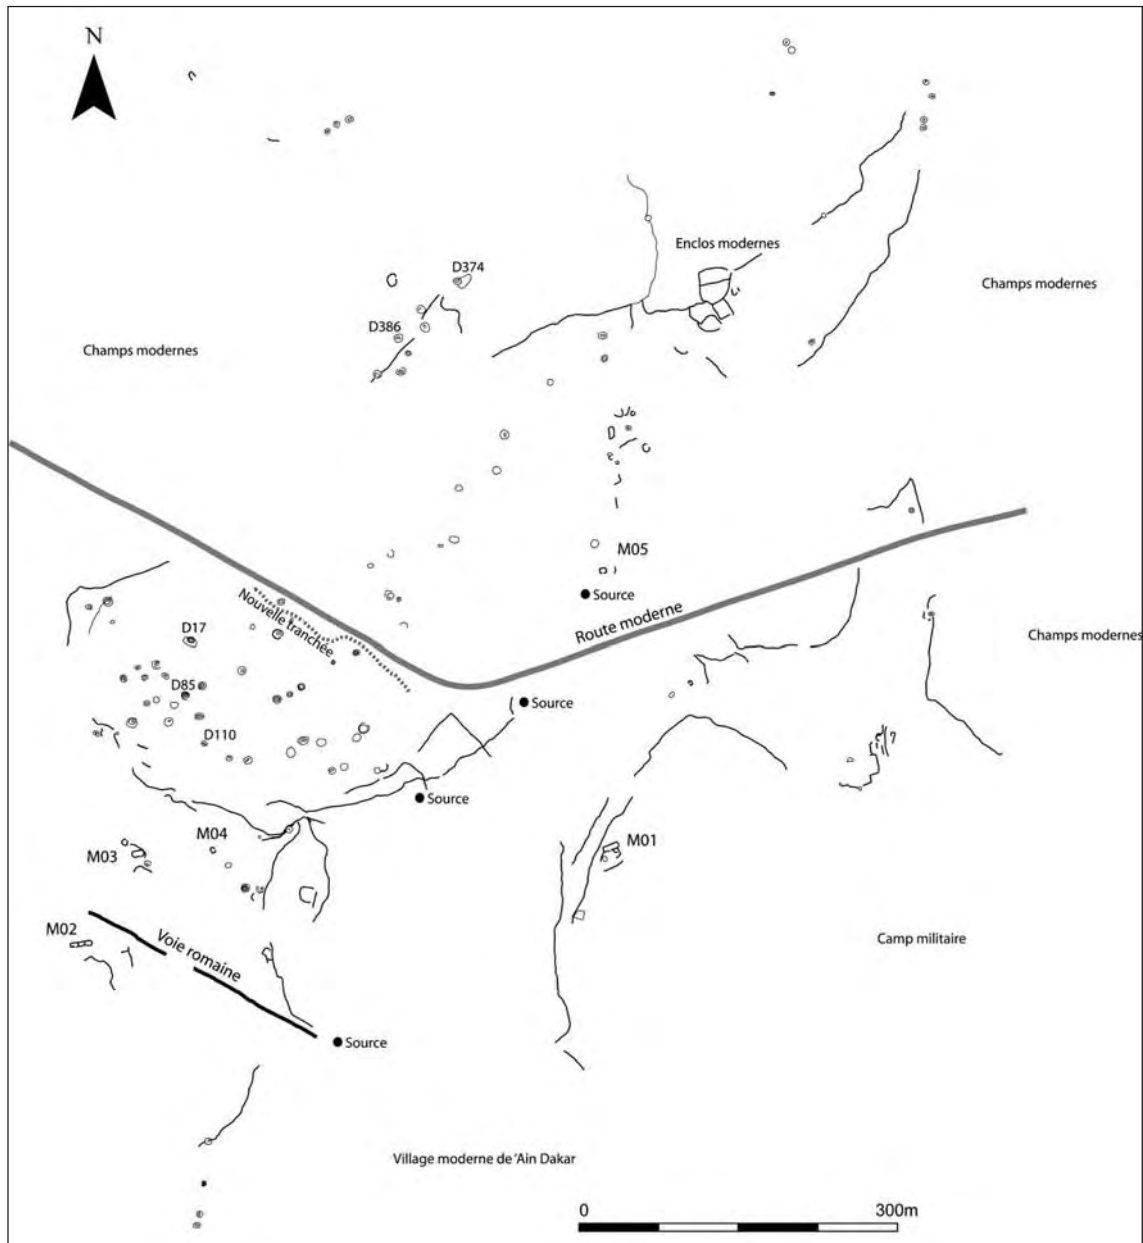 N
D374
Enclos modernes
Champs modernes
D386
Champs modernes
M05
Source
Nouvelle tranchée
Route moderne
D17
Champs modernes
D85
Source
D110
Source
M04
M03
M01
M02
Voie romaine
Camp militaire
Source
Village moderne de 'Ain Dakar
0 300m